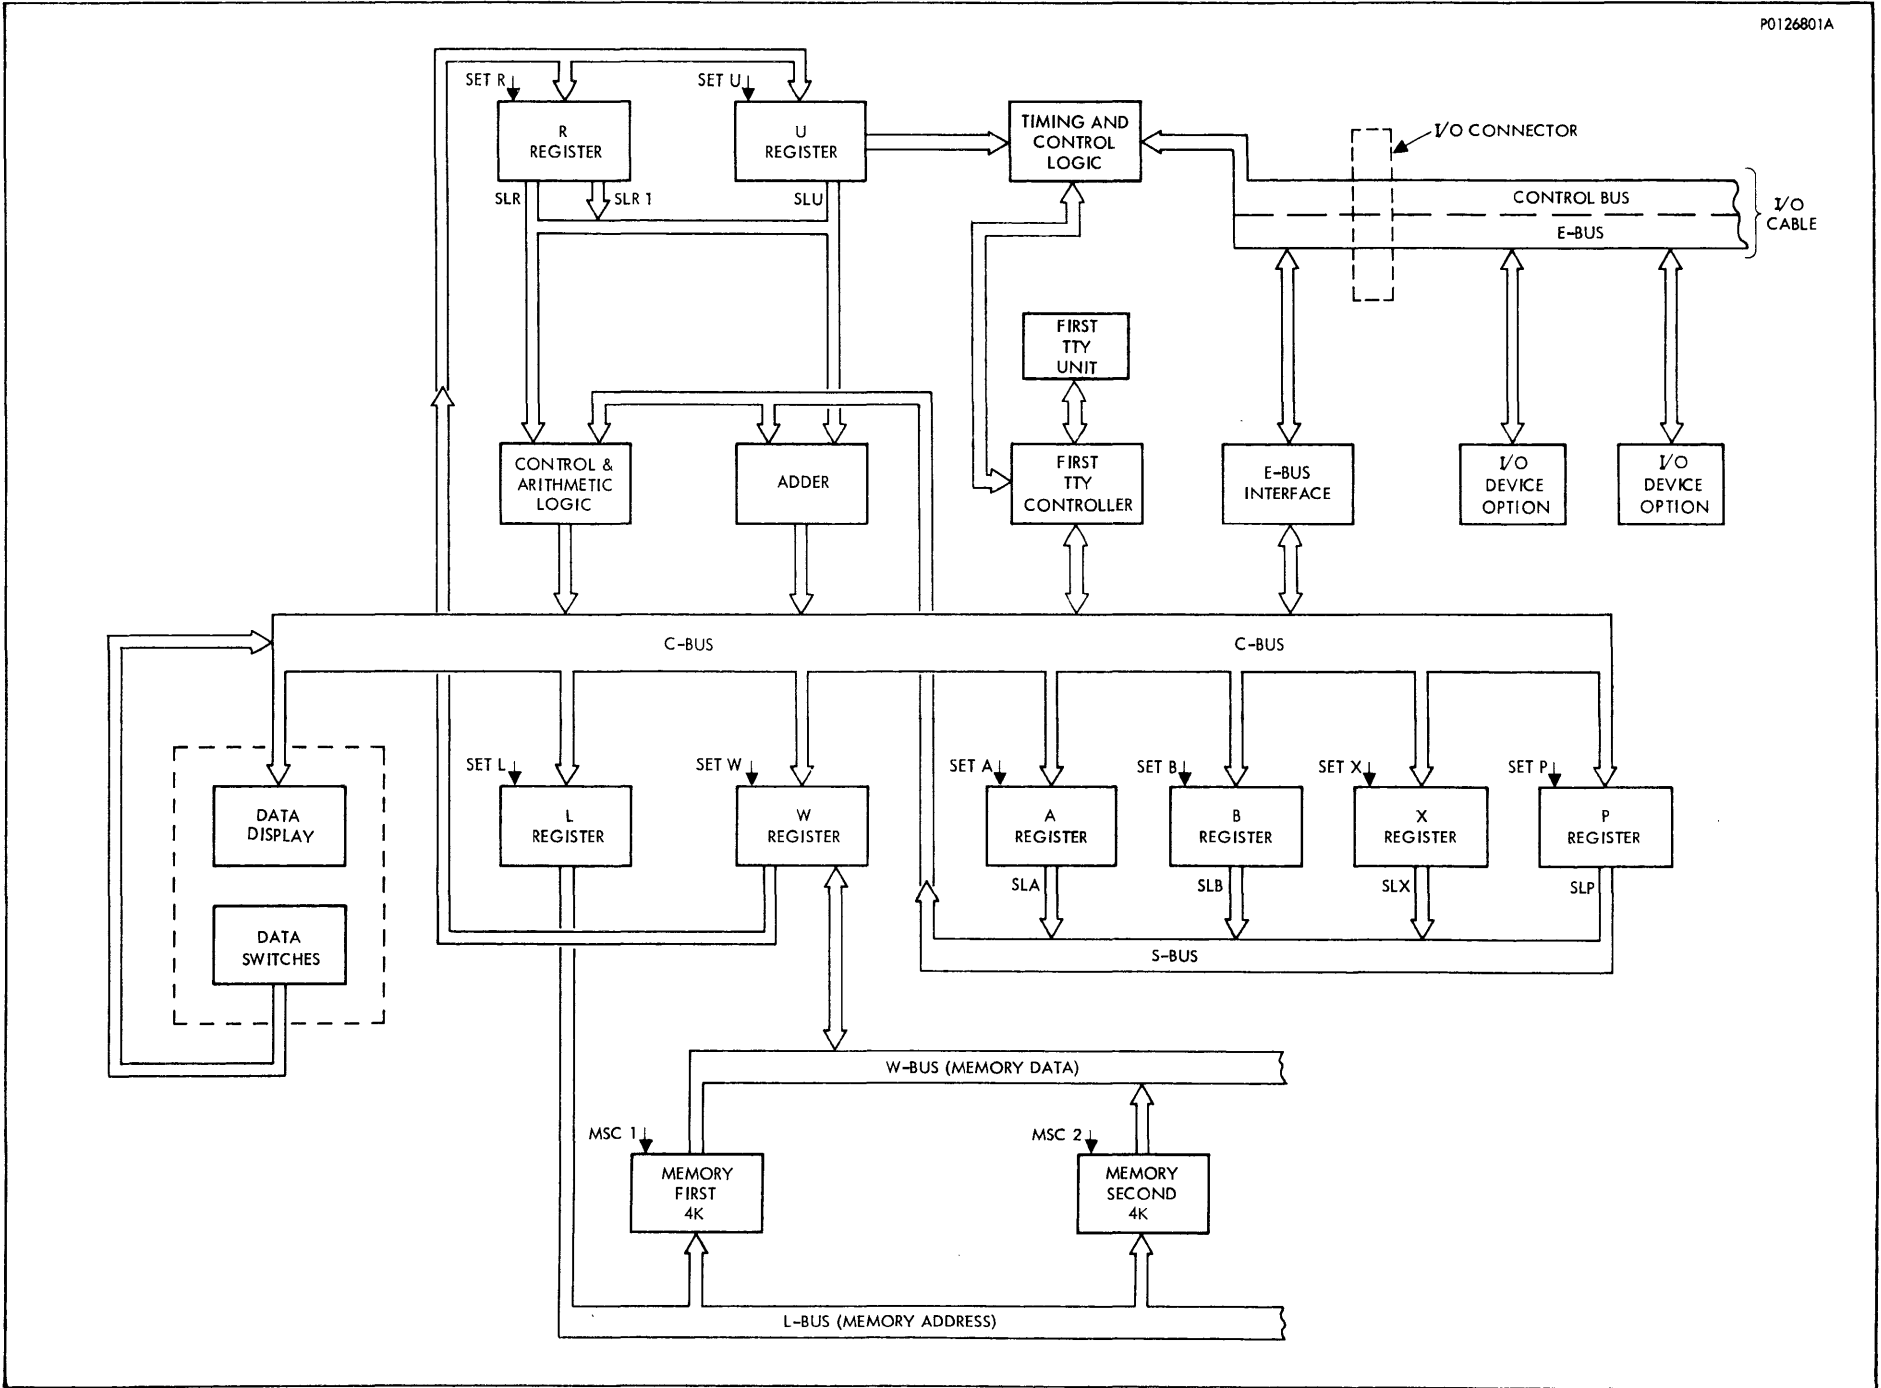 P0126801A
SET R
SET U
R
REGISTER
U
REGISTER
TIMING AND
CONTROL
LOGIC
I/O CONNECTOR
SLR
SLR 1
SLU
CONTROL BUS
E-BUS
I/O
CABLE
FIRST
TTY
UNIT
CONTROL &
ARITHMETIC
LOGIC
ADDER
FIRST
TTY
CONTROLLER
E-BUS
INTERFACE
I/O
DEVICE
OPTION
I/O
DEVICE
OPTION
C-BUS
C-BUS
SET L
SET W
SET A
SET B
SET X
SET P
DATA
DISPLAY
L
REGISTER
W
REGISTER
A
REGISTER
B
REGISTER
X
REGISTER
P
REGISTER
SLA
SLB
SLX
SLP
DATA
SWITCHES
S-BUS
W-BUS (MEMORY DATA)
MSC 1
MSC 2
MEMORY
FIRST
4K
MEMORY
SECOND
4K
L-BUS (MEMORY ADDRESS)